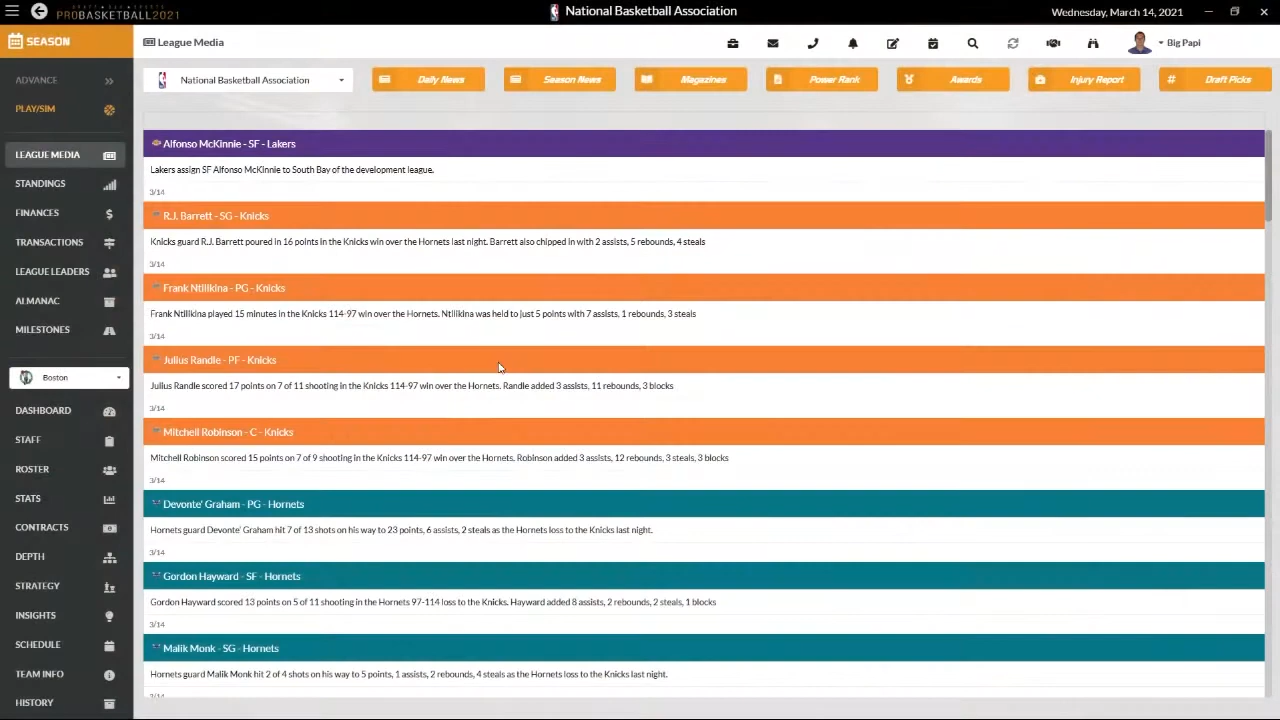 DRAFT DAY SPORTS
PROBASKETBALL2021
National Basketball Association
Wednesday, March 14, 2021
SEASON
League Media
Big Papi
ADVANCE
PLAY/SIM
National Basketball Association
Daily News
Season News
Magazines
Power Rank
Awards
Injury Report
Draft Picks
LEAGUE MEDIA
STANDINGS
FINANCES
TRANSACTIONS
LEAGUE LEADERS
ALMANAC
MILESTONES
Boston
DASHBOARD
STAFF
ROSTER
STATS
CONTRACTS
DEPTH
STRATEGY
INSIGHTS
SCHEDULE
TEAM INFO
HISTORY
Alfonso McKinnie - SF - Lakers
Lakers assign SF Alfonso McKinnie to South Bay of the development league.
3/14
R.J. Barrett - SG - Knicks
Knicks guard R.J. Barrett poured in 16 points in the Knicks win over the Hornets last night. Barrett also chipped in with 2 assists, 5 rebounds, 4 steals
3/14
Frank Ntilikina - PG - Knicks
Frank Ntilikina played 15 minutes in the Knicks 114-97 win over the Hornets. Ntilikina was held to just 5 points with 7 assists, 1 rebounds, 3 steals
3/14
Julius Randle - PF - Knicks
Julius Randle scored 17 points on 7 of 11 shooting in the Knicks 114-97 win over the Hornets. Randle added 3 assists, 11 rebounds, 3 blocks
3/14
Mitchell Robinson - C - Knicks
Mitchell Robinson scored 15 points on 7 of 9 shooting in the Knicks 114-97 win over the Hornets. Robinson added 3 assists, 12 rebounds, 3 steals, 3 blocks
3/14
Devonte' Graham - PG - Hornets
Hornets guard Devonte' Graham hit 7 of 13 shots on his way to 23 points, 6 assists, 2 steals as the Hornets loss to the Knicks last night.
3/14
Gordon Hayward - SF - Hornets
Gordon Hayward scored 13 points on 5 of 11 shooting in the Hornets 97-114 loss to the Knicks. Hayward added 8 assists, 2 rebounds, 2 steals, 1 blocks
3/14
Malik Monk - SG - Hornets
Hornets guard Malik Monk hit 2 of 4 shots on his way to 5 points, 1 assists, 2 rebounds, 4 steals as the Hornets loss to the Knicks last night.
3/14